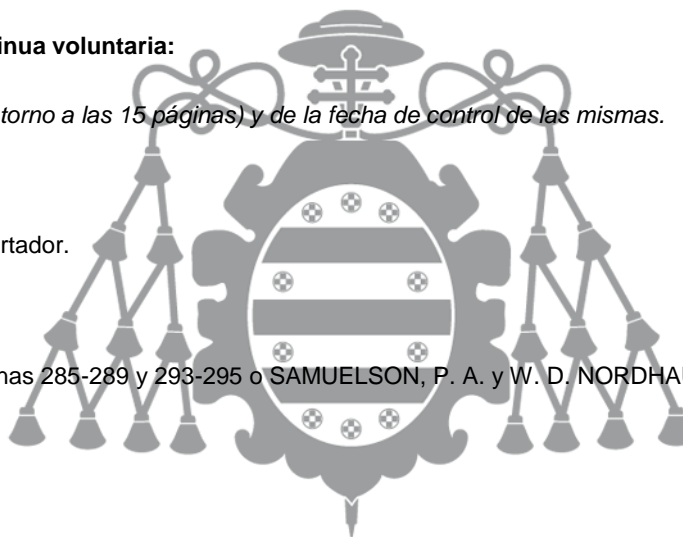 inua voluntaria:
torno a las 15 páginas) y de la fecha de control de las mismas.
rtador.
nas 285-289 y 293-295 o SAMUELSON, P. A. y W. D. NORDHA